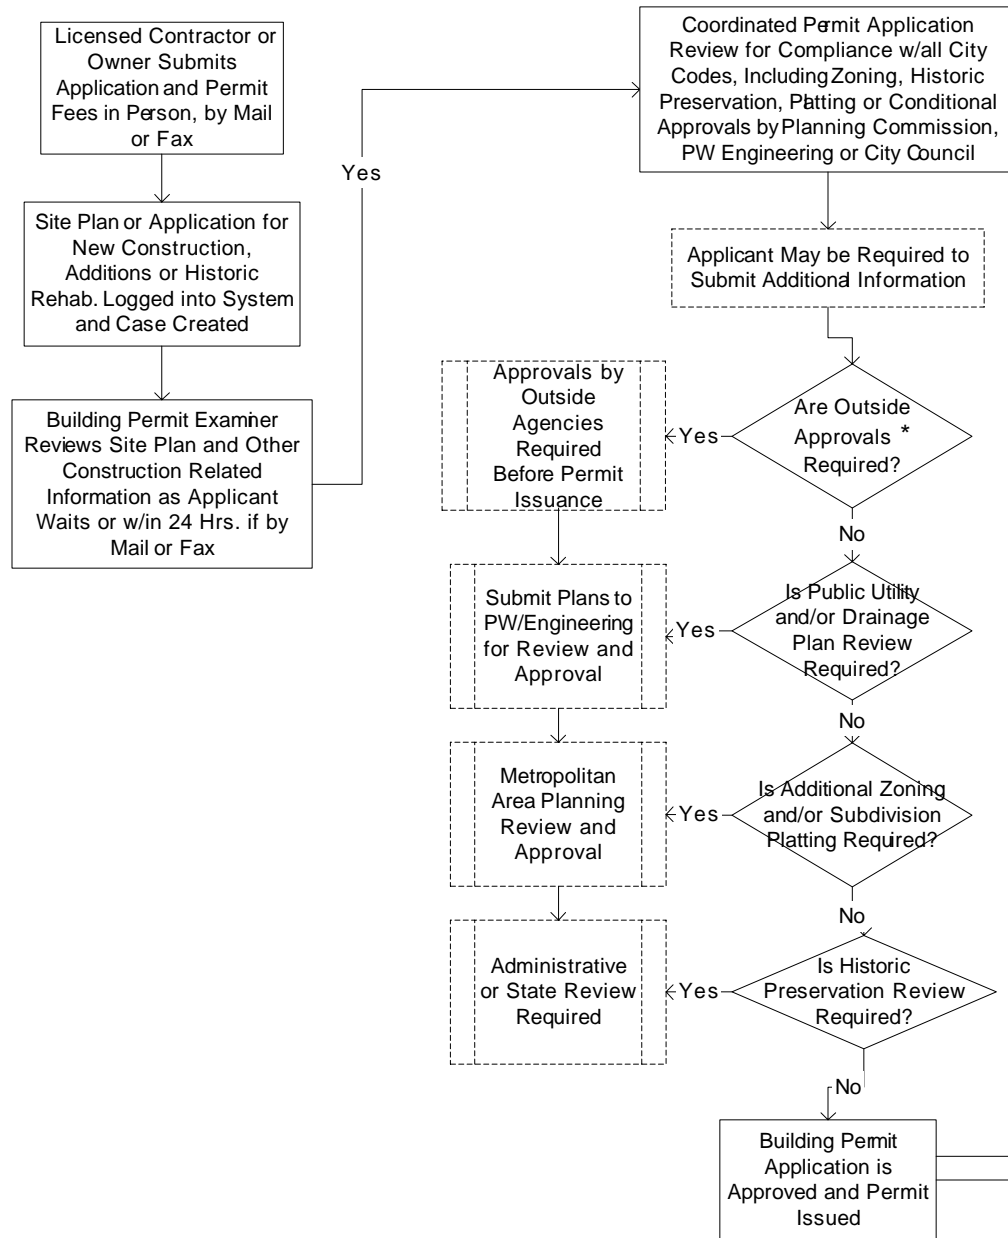 Licensed Contractor or
Owner Submits
Application and Permit
Fees in Person, by Mail
or Fax
Site Plan or Application for
New Construction,
Additions or Historic
Rehab. Logged into System
and Case Created
Building Permit Examiner
Reviews Site Plan and Other
Construction Related
Information as Applicant
Waits or w/in 24 Hrs. if by
Mail or Fax
Yes
Coordinated Permit Application
Review for Compliance w/all City
Codes, Including Zoning, Historic
Preservation, Platting or Conditional
Approvals by Planning Commission,
PW Engineering or City Council
Applicant May be Required to
Submit Additional Information
Are Outside
Approvals *
Required?
Yes
Approvals by
Outside
Agencies
Required
Before Permit
Issuance
No
Is Public Utility
and/or Drainage
Plan Review
Required?
Yes
Submit Plans to
PW/Engineering
for Review and
Approval
No
Is Additional Zoning
and/or Subdivision
Platting Required?
Yes
Metropolitan
Area Planning
Review and
Approval
No
Is Historic
Preservation Review
Required?
Yes
Administrative
or State Review
Required
No
Building Permit
Application is
Approved and Permit
Issued